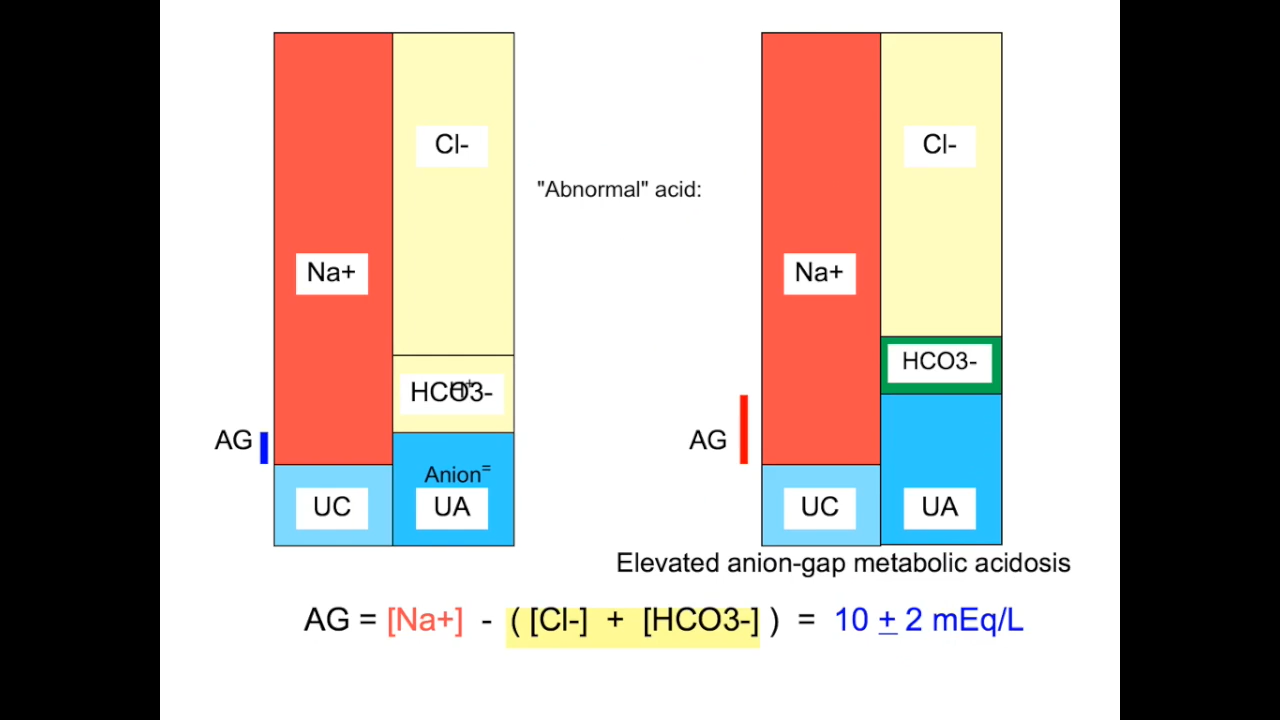 Cl-
Cl-
"Abnormal" acid:
Na+
Na+
HCO3-
HCO3-
H+
AG
AG
Anion=
UC
UA
UC
UA
Elevated anion-gap metabolic acidosis
AG = [Na+] - ( [Cl-] + [HCO3-] ) = 10 ± 2 mEq/L